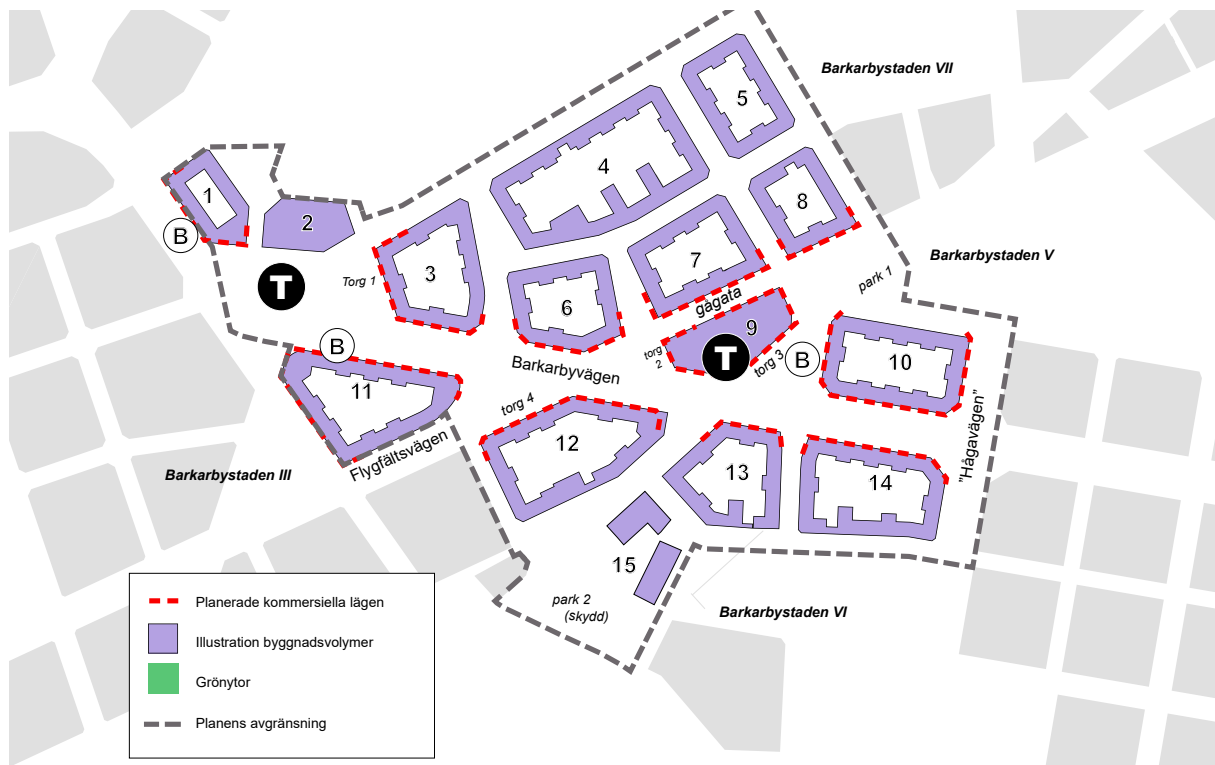 Barkarbystaden VII
5
4
1
B
2
8
7
Barkarbystaden V
3
Torg 1
T
park 1
gågata
6
9
B
torg
2
T
torg 3
B
10
Barkarbyvägen
11
torg 4
"Hågavägen"
12
Flygfältsvägen
Barkarbystaden III
13
14
15
park 2
(skydd)
Barkarbystaden VI
Planerade kommersiella lägen
Illustration byggnadsvolymer
Grönytor
Planens avgränsning